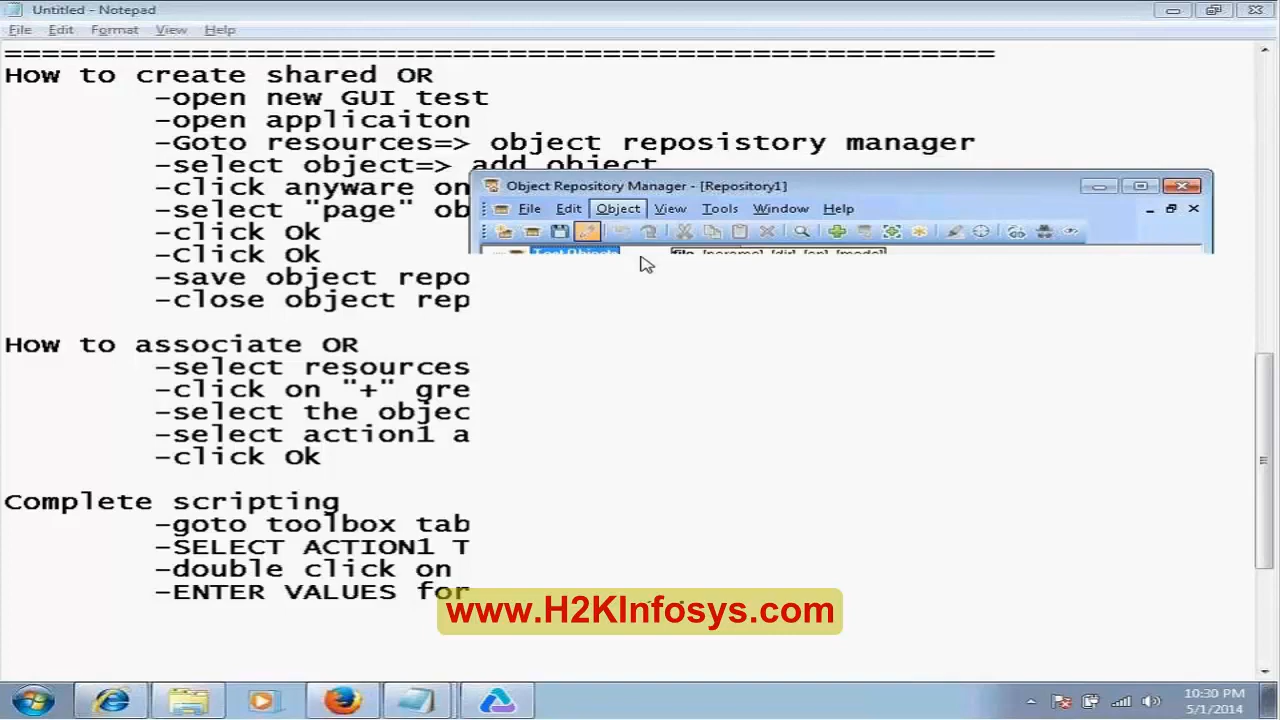 Untitled - Notepad
File Edit Format View Help
=====================================================
How to create shared OR
-open new GUI test
-open applicaiton
-Goto resources=> object reposistory manager
-select object=> add object
-click anyware on
-select "page" ob
-click Ok
-click Ok
-save object repo
-close object rep
Object Repository Manager - [Repository1]
File Edit Object View Tools Window Help
Test Objects
How to associate OR
-select resources
-click on "+" gre
-select the objec
-select action1 a
-click Ok
Complete scripting
-goto toolbox tab
-SELECT ACTION1 T
-double click on
-ENTER VALUES for
www.H2KInfosys.com
10:30 PM
5/1/2014